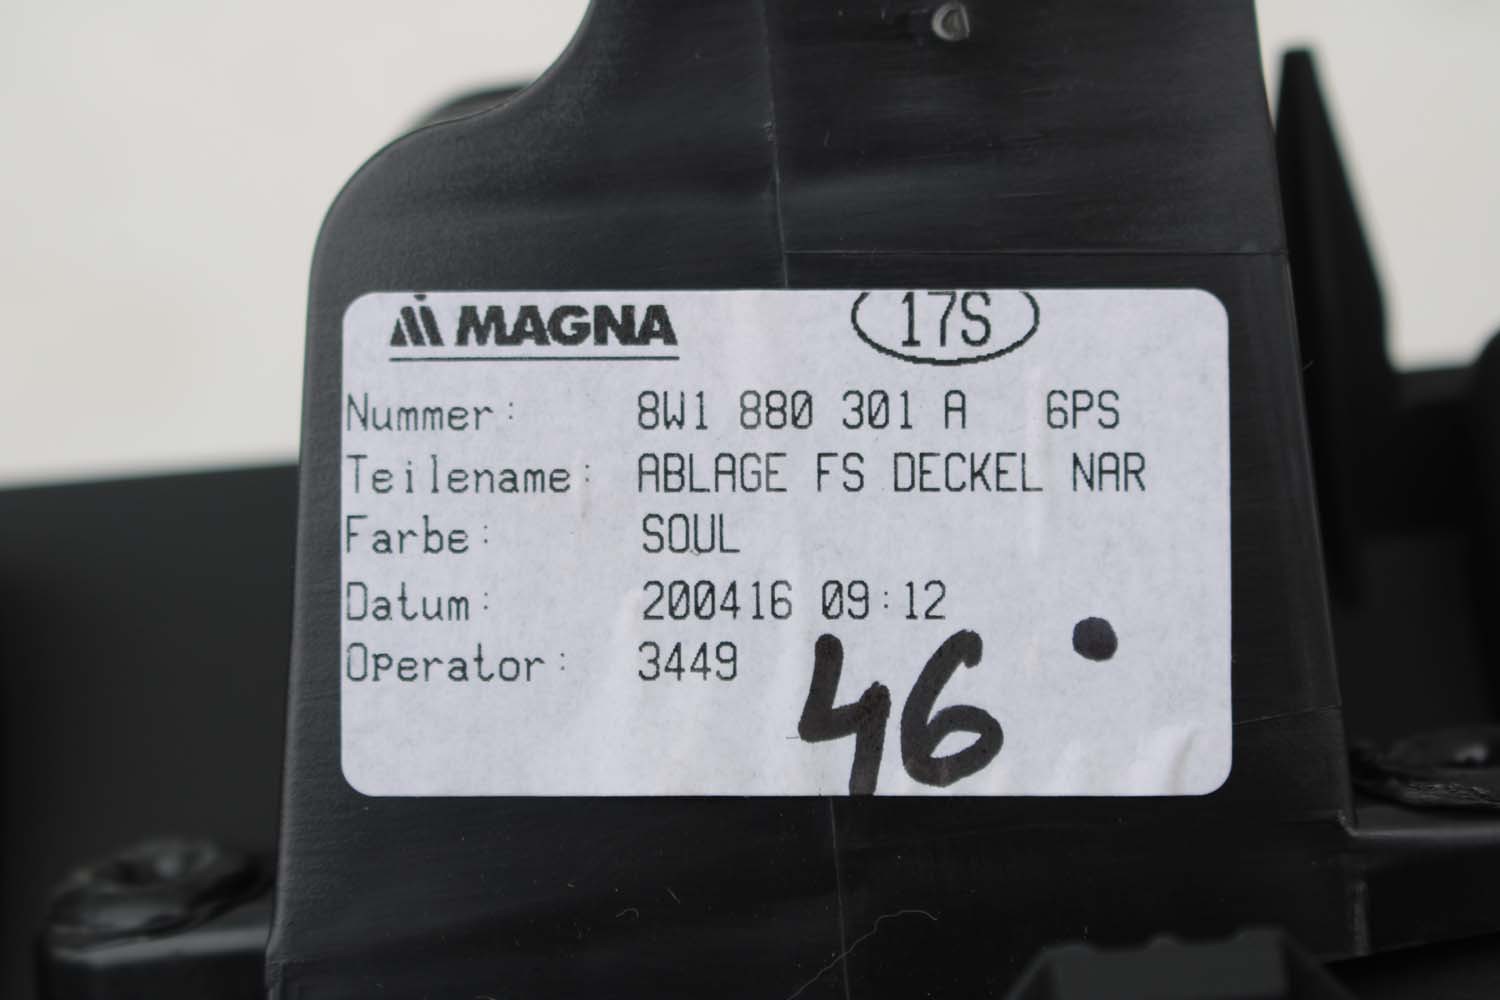 MAGNA 17S
Nummer: 8W1 880 301 A 6PS
Teilename: ABLAGE FS DECKEL NAR
Farbe: SOUL
Datum: 200416 09:12
Operator: 3449
46